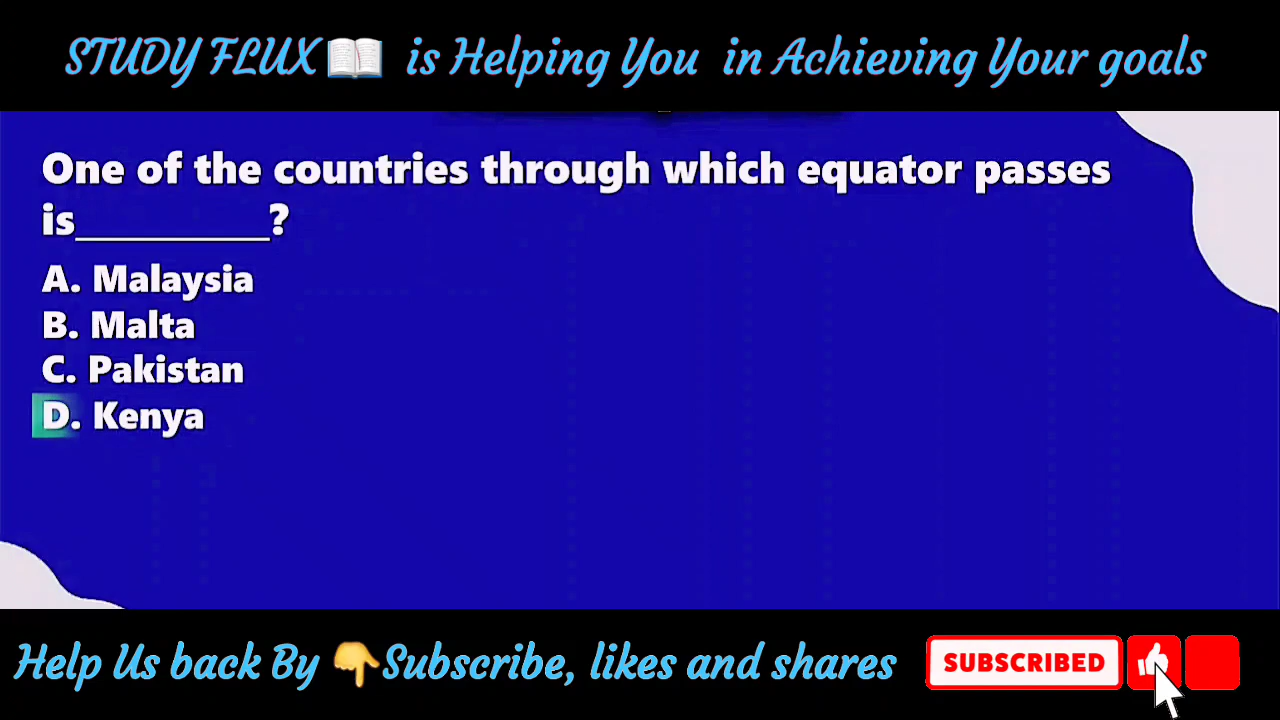 STUDY FLUX📖 is Helping You in Achieving Your goals
One of the countries through which equator passes
is__________?
A. Malaysia
B. Malta
C. Pakistan
D. Kenya
Help Us back By 👇Subscribe, likes and shares
SUBSCRIBED